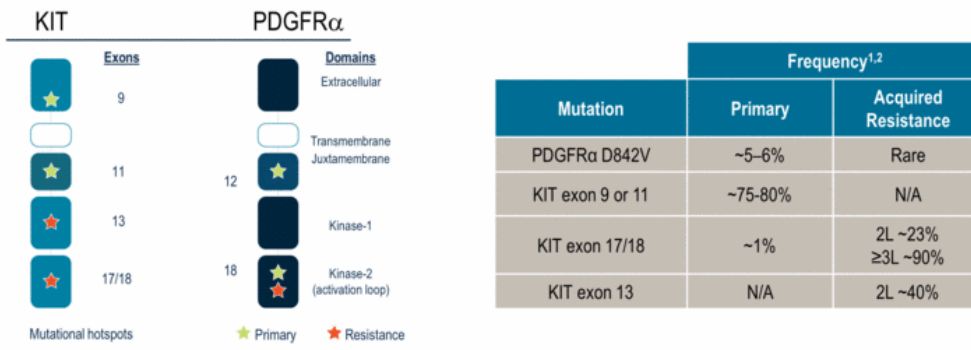 KIT
PDGFRα
Exons
Domains
9
Extracellular
Transmembrane
Juxtamembrane
11
12
13
Kinase-1
17/18
18
Kinase-2
(activation loop)
Mutational hotspots
Primary
Resistance
Frequency1,2
Mutation
Primary
Acquired
Resistance
PDGFRα D842V
~5–6%
Rare
KIT exon 9 or 11
~75-80%
N/A
KIT exon 17/18
~1%
2L ~23%
≥3L ~90%
KIT exon 13
N/A
2L ~40%